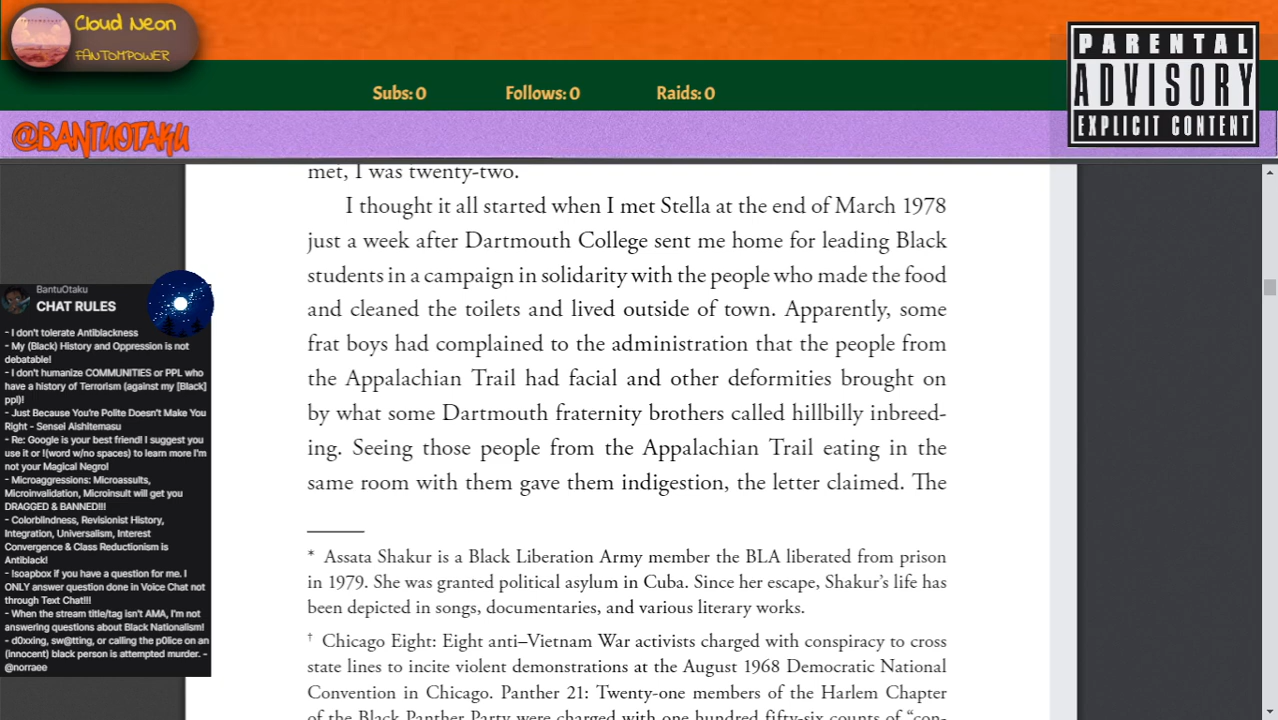 Cloud Neon
FANTOMPOWER
PARENTAL
ADVISORY
EXPLICIT CONTENT
Subs: 0
Follows: 0
Raids: 0
@BANTUOTAKU
met, I was twenty-two.
I thought it all started when I met Stella at the end of March 1978
just a week after Dartmouth College sent me home for leading Black
students in a campaign in solidarity with the people who made the food
and cleaned the toilets and lived outside of town. Apparently, some
frat boys had complained to the administration that the people from
the Appalachian Trail had facial and other deformities brought on
by what some Dartmouth fraternity brothers called hillbilly inbreed-
ing. Seeing those people from the Appalachian Trail eating in the
same room with them gave them indigestion, the letter claimed. The
* Assata Shakur is a Black Liberation Army member the BLA liberated from prison
in 1979. She was granted political asylum in Cuba. Since her escape, Shakur's life has
been depicted in songs, documentaries, and various literary works.
† Chicago Eight: Eight anti–Vietnam War activists charged with conspiracy to cross
state lines to incite violent demonstrations at the August 1968 Democratic National
Convention in Chicago. Panther 21: Twenty-one members of the Harlem Chapter
of the Black Panther Party were charged with one hundred fifty-six counts of "con-
BantuOtaku
CHAT RULES
- I don't tolerate Antiblackness
- My (Black) History and Oppression is not
debatable!
- I don't humanize COMMUNITIES or PPL who
have a history of Terrorism (against my [Black]
ppl)!
- Just Because You're Polite Doesn't Make You
Right - Sensei Aishitemasu
- Re: Google is your best friend! I suggest you
use it or !(word w/no spaces) to learn more I'm
not your Magical Negro!
- Microaggressions: Microassults,
Microinvalidation, Microinsult will get you
DRAGGED & BANNED!!!
- Colorblindness, Revisionist History,
Integration, Universalism, Interest
Convergence & Class Reductionism is
Antiblack!
- !soapbox if you have a question for me. I
ONLY answer question done in Voice Chat not
through Text Chat!!!
- When the stream title/tag isn't AMA, I'm not
answering questions about Black Nationalism!
- d0xxing, sw@tting, or calling the p0lice on an
(innocent) black person is attempted murder. -
@norraee